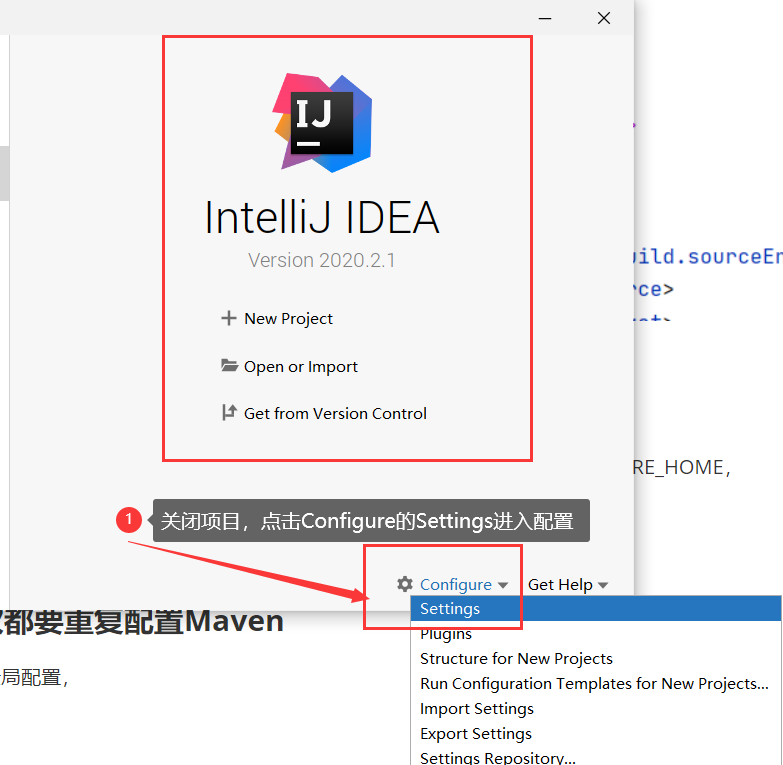 IJ
IntelliJ IDEA
Version 2020.2.1
uild.sourceEn
rce>
New Project
Open or Import
Get from Version Control
RE_HOME,
1
关闭项目，点击Configure的Settings进入配置
Configure
Get Help
Settings
都要重复配置Maven
Plugins
Structure for New Projects
局配置，
Run Configuration Templates for New Projects...
Import Settings
Export Settings
Settings Repository...